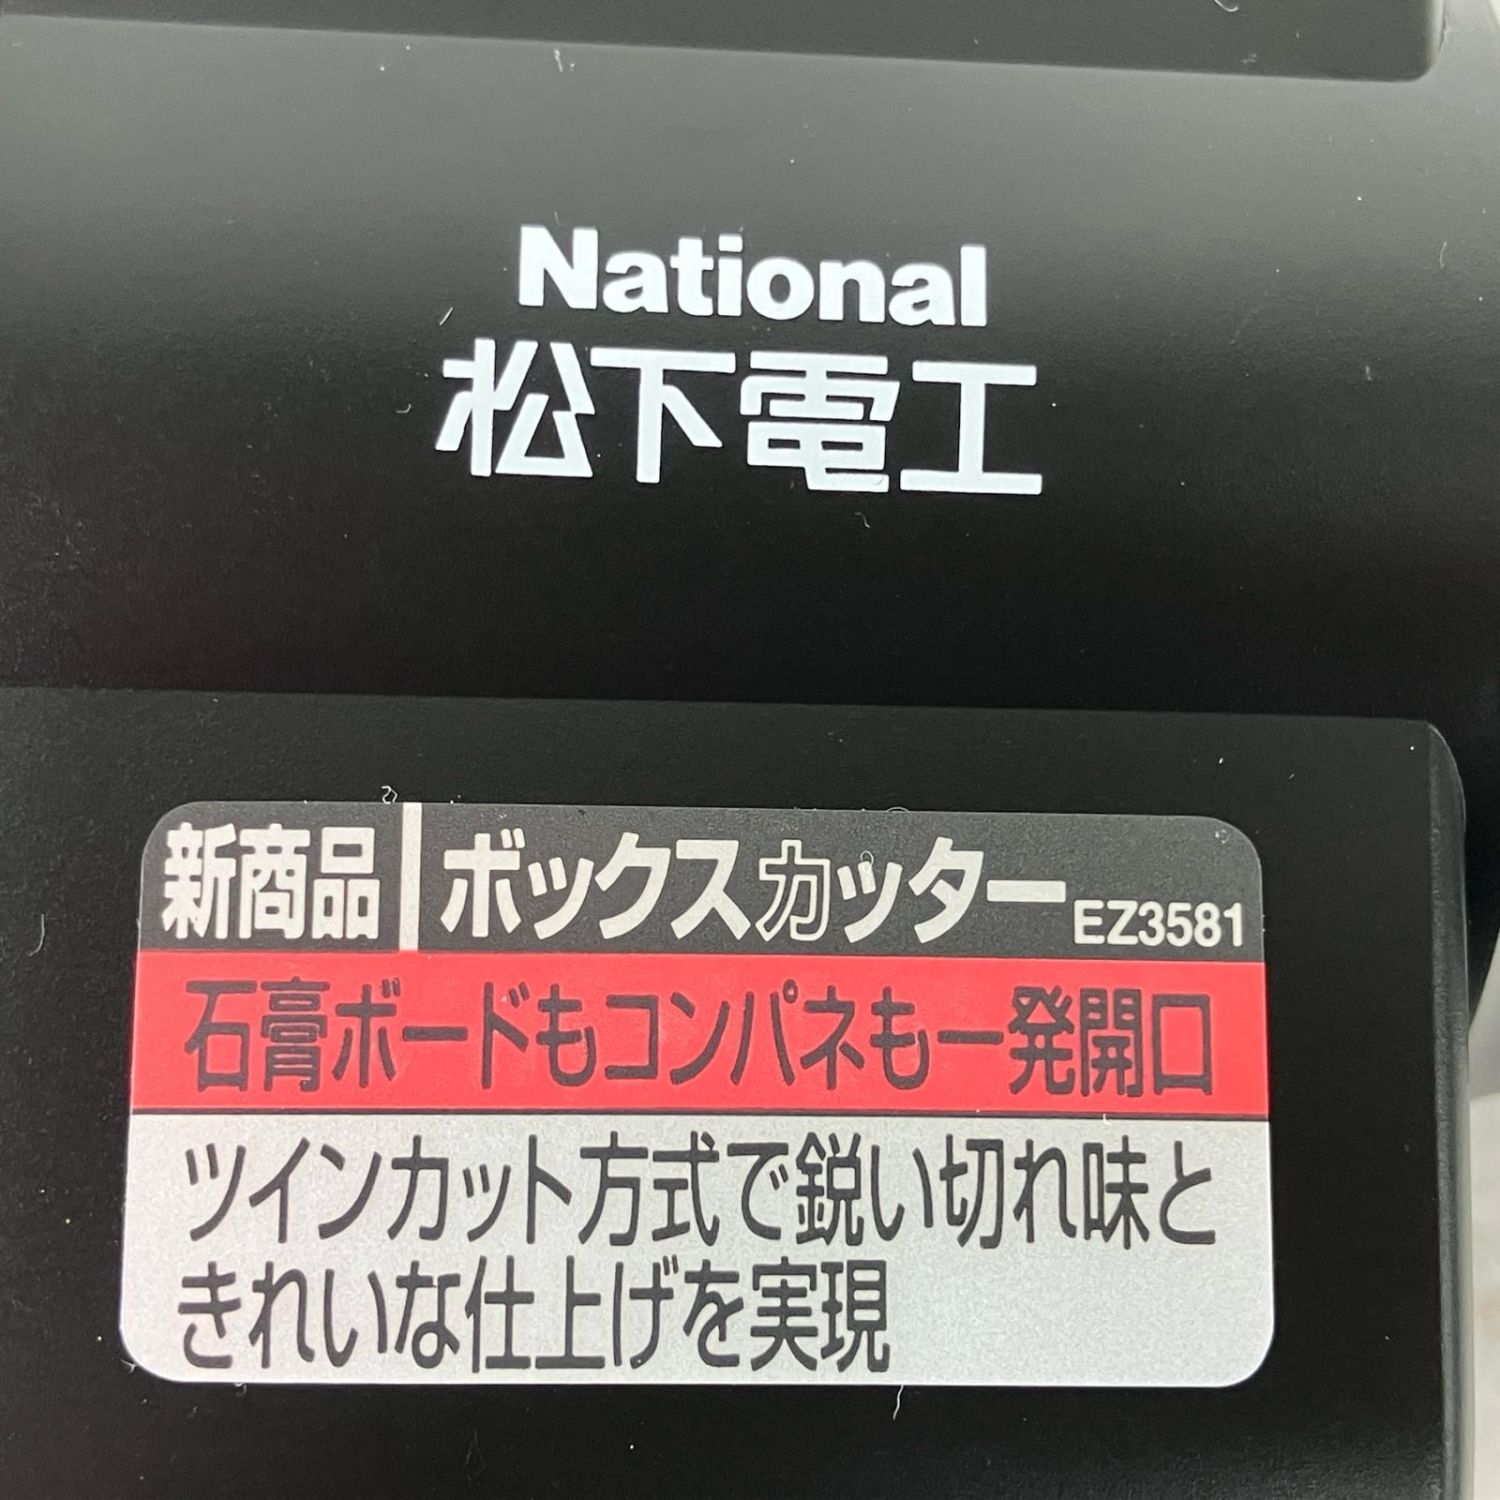 National
松下電工
新商品 ボックスカッター EZ3581
石膏ボードもコンパネも一発開口
ツインカット方式で鋭い切れ味と
きれいな仕上げを実現